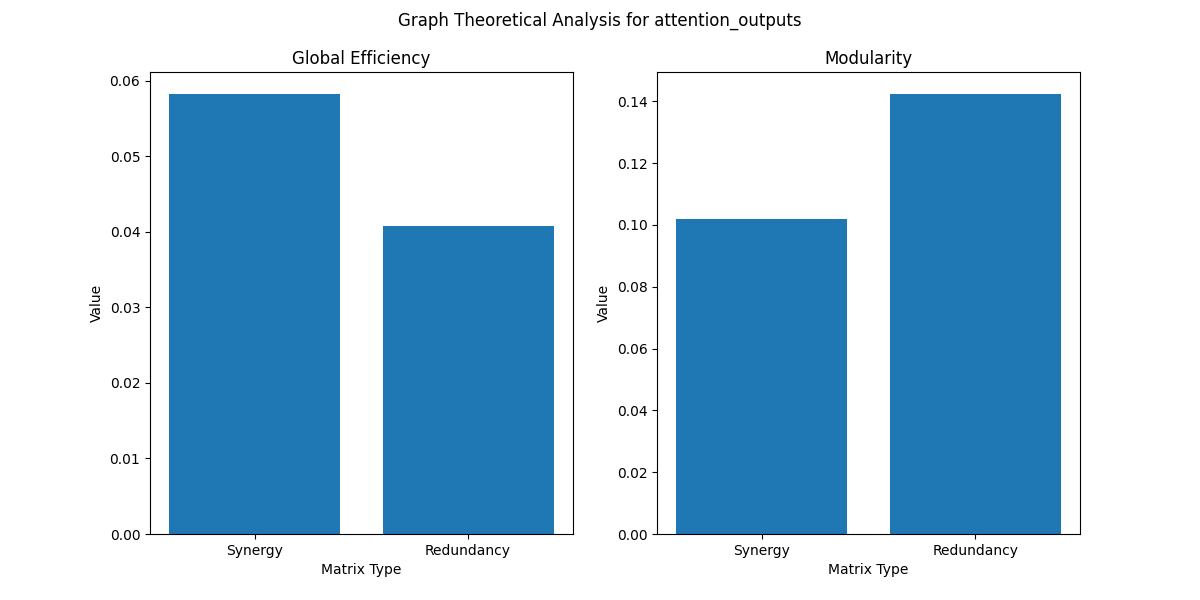 Graph Theoretical Analysis for attention_outputs
Global Efficiency
0.06
0.05
0.04
0.03
0.02
0.01
0.00
Value
Synergy
Redundancy
Matrix Type
Modularity
0.14
0.12
0.10
0.08
0.06
0.04
0.02
0.00
Value
Synergy
Redundancy
Matrix Type